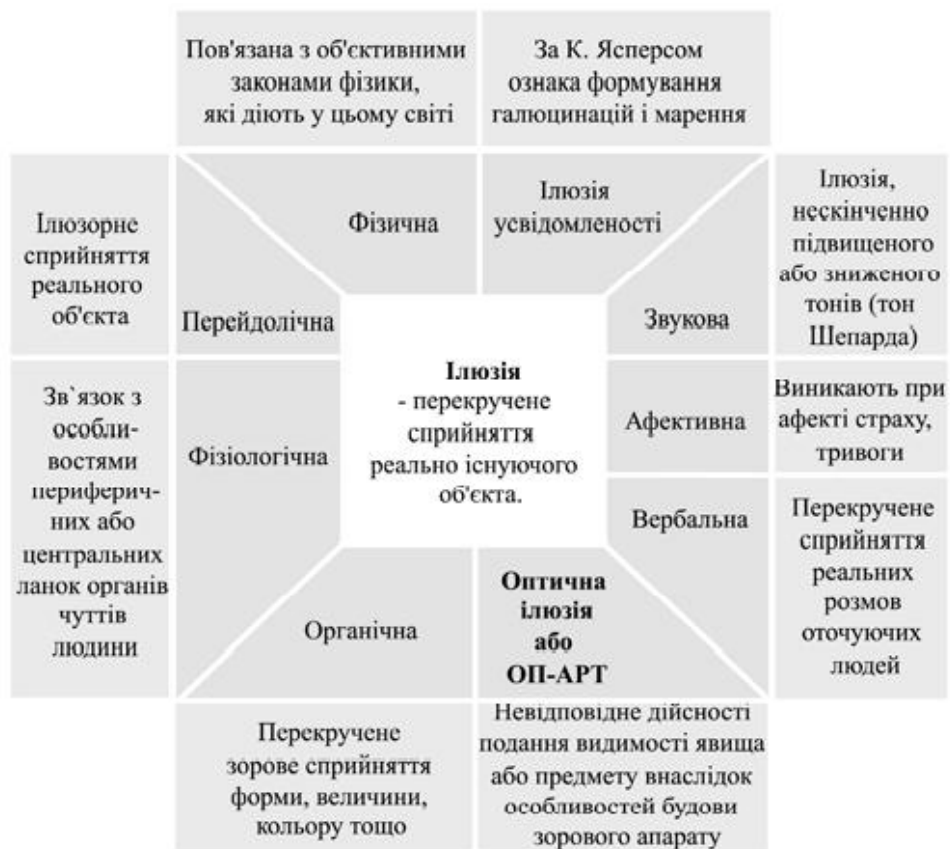 Пов'язана з об'єктивними
законами фізики,
які діють у цьому світі
За К. Ясперсом
ознака формування
галюцинацій і марення
Ілюзорне
сприйняття
реального
об'єкта
Фізична
Ілюзія
усвідомленості
Ілюзія,
нескінченно
підвищеного
або зниженого
тонів (тон
Шепарда)
Перейдолічна
Звукова
Ілюзія
- перекручене
сприйняття
реально існуючого
об'єкта.
Зв`язок з
особли-
востями
периферич-
них або
центральних
ланок органів
чуттів
людини
Фізіологічна
Афективна
Виникають при
афекті страху,
тривоги
Вербальна
Перекручене
сприйняття
реальних
розмов
оточуючих
людей
Органічна
Оптична
ілюзія
або
ОП-АРТ
Перекручене
зорове сприйняття
форми, величини,
кольору тощо
Невідповідне дійсності
подання видимості явища
або предмету внаслідок
особливостей будови
зорового апарату